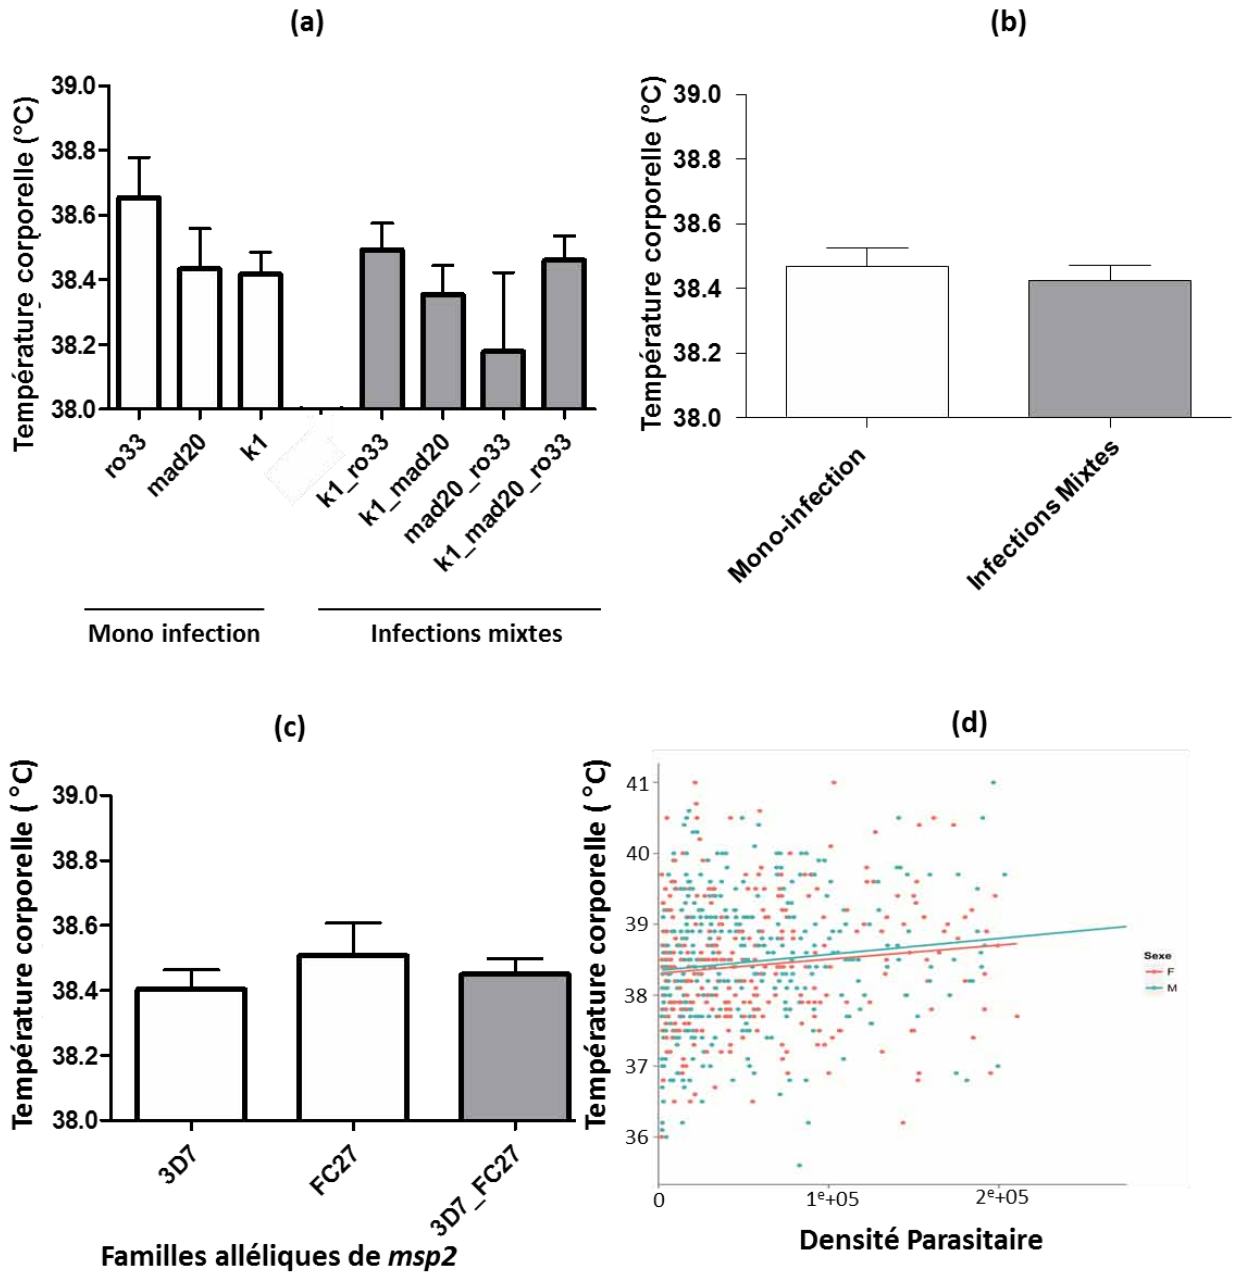 (a)
Température corporelle (°C)
39.0
38.8
38.6
38.4
38.2
38.0
ro33
mad20
k1
k1_ro33
k1_mad20
mad20_ro33
k1_mad20_ro33
Mono infection
Infections mixtes
(b)
Température corporelle (°C)
39.0
38.8
38.6
38.4
38.2
38.0
Mono-infection
Infections Mixtes
(c)
Température corporelle ( °C)
39.0
38.8
38.6
38.4
38.2
38.0
3D7
FC27
3D7_FC27
Familles alléliques de msp2
(d)
Température corporelle ( °C)
41
40
39
38
37
36
0
1e+05
2e+05
Densité Parasitaire
Sexe
F
M